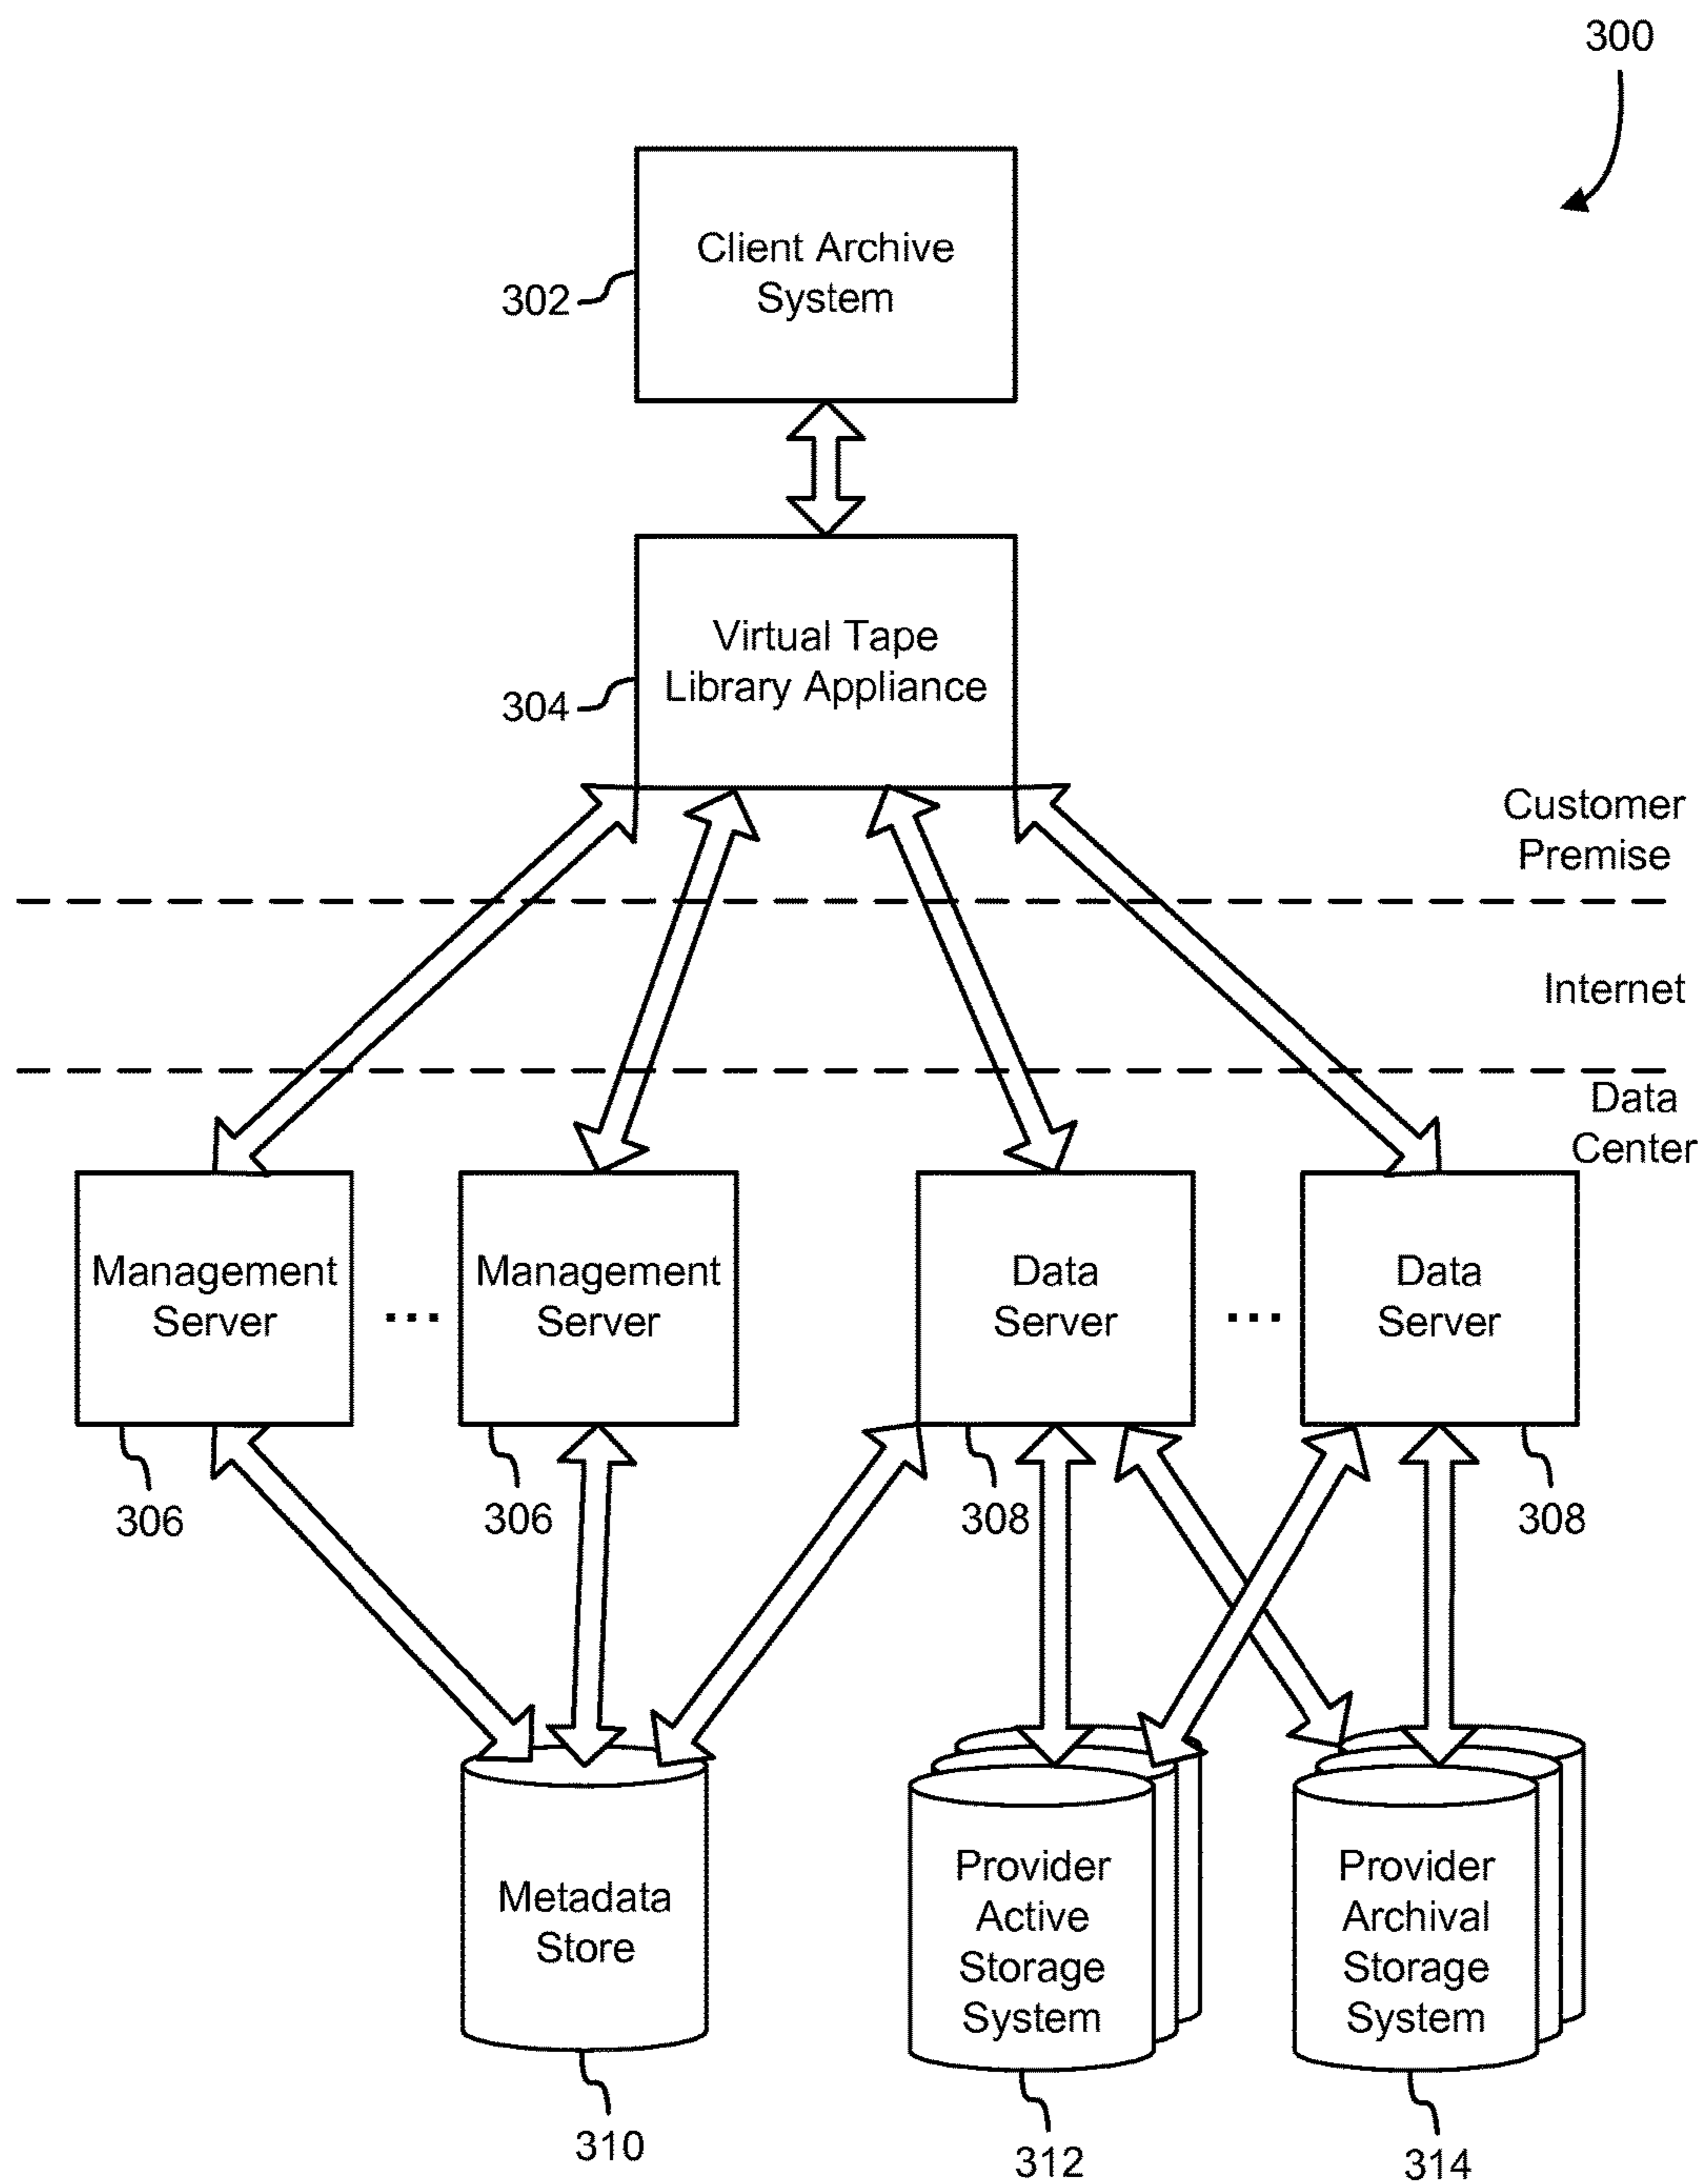 300
Client Archive
System
302
Virtual Tape
Library Appliance
304
Customer
Premise
Internet
Data
Center
Management
Server
...
Management
Server
Data
Server
...
Data
Server
306
306
308
308
Metadata
Store
Provider
Active
Storage
System
Provider
Archival
Storage
System
310
312
314